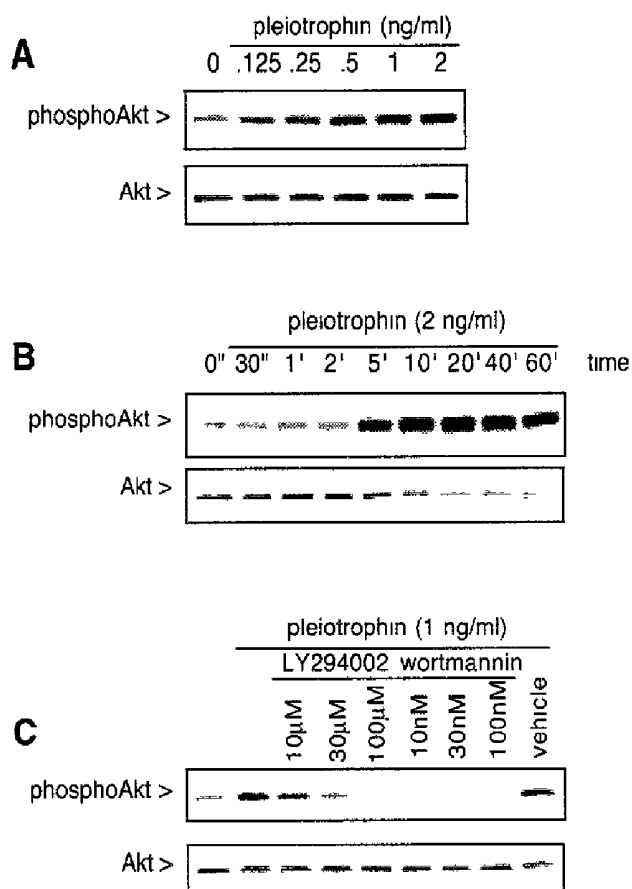 pleiotrophin (ng/ml)
A
0 .125 .25 .5 1 2
phosphoAkt >
Akt >
pleiotrophin (2 ng/ml)
B
0" 30" 1' 2' 5' 10' 20' 40' 60' time
phosphoAkt >
Akt >
pleiotrophin (1 ng/ml)
LY294002 wortmannin
C
10μM 30μM 100μM 10nM 30nM 100nM vehicle
phosphoAkt >
Akt >